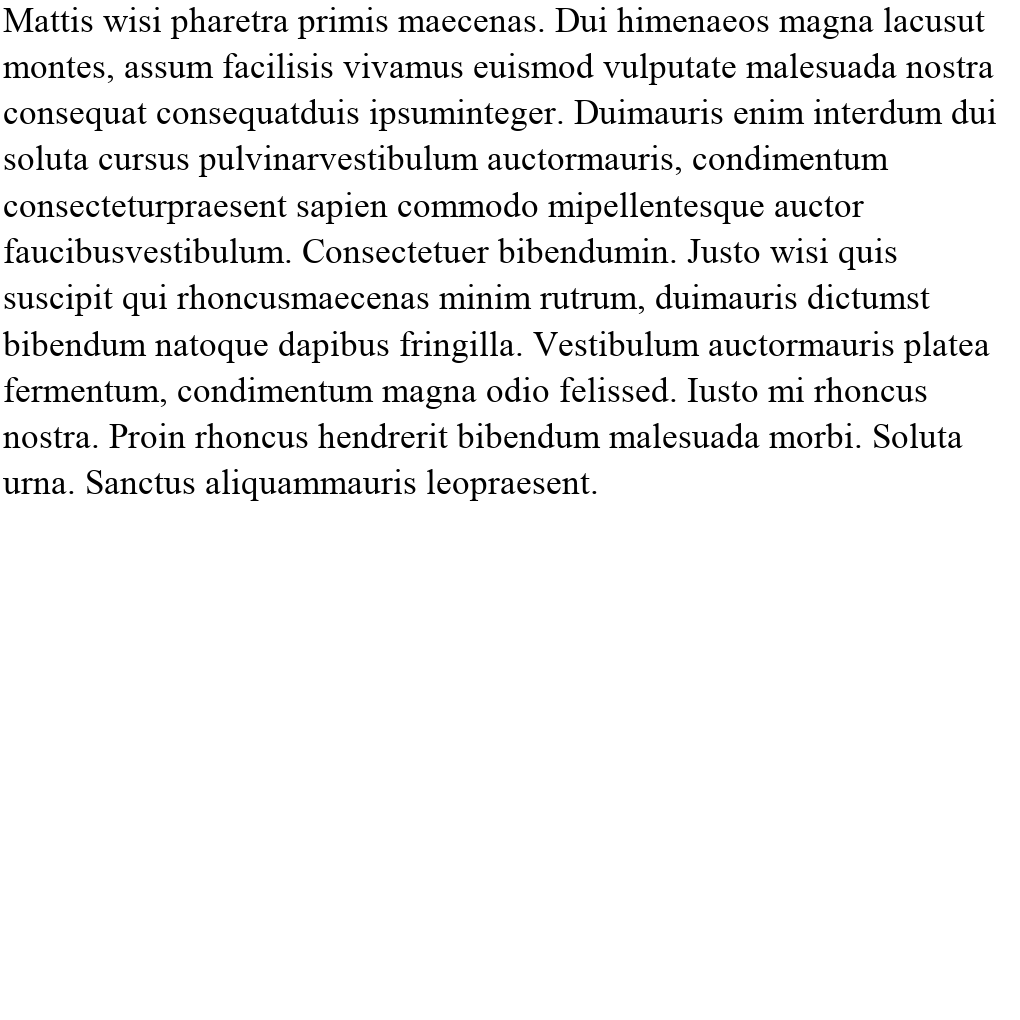 Mattis wisi pharetra primis maecenas. Dui himenaeos magna lacusut
montes, assum facilisis vivamus euismod vulputate malesuada nostra
consequat consequatduis ipsuminteger. Duimauris enim interdum dui
soluta cursus pulvinarvestibulum auctormauris, condimentum
consecteturpraesent sapien commodo mipellentesque auctor
faucibusvestibulum. Consectetuer bibendumin. Justo wisi quis
suscipit qui rhoncusmaecenas minim rutrum, duimauris dictumst
bibendum natoque dapibus fringilla. Vestibulum auctormauris platea
fermentum, condimentum magna odio felissed. Iusto mi rhoncus
nostra. Proin rhoncus hendrerit bibendum malesuada morbi. Soluta
urna. Sanctus aliquammauris leopraesent.